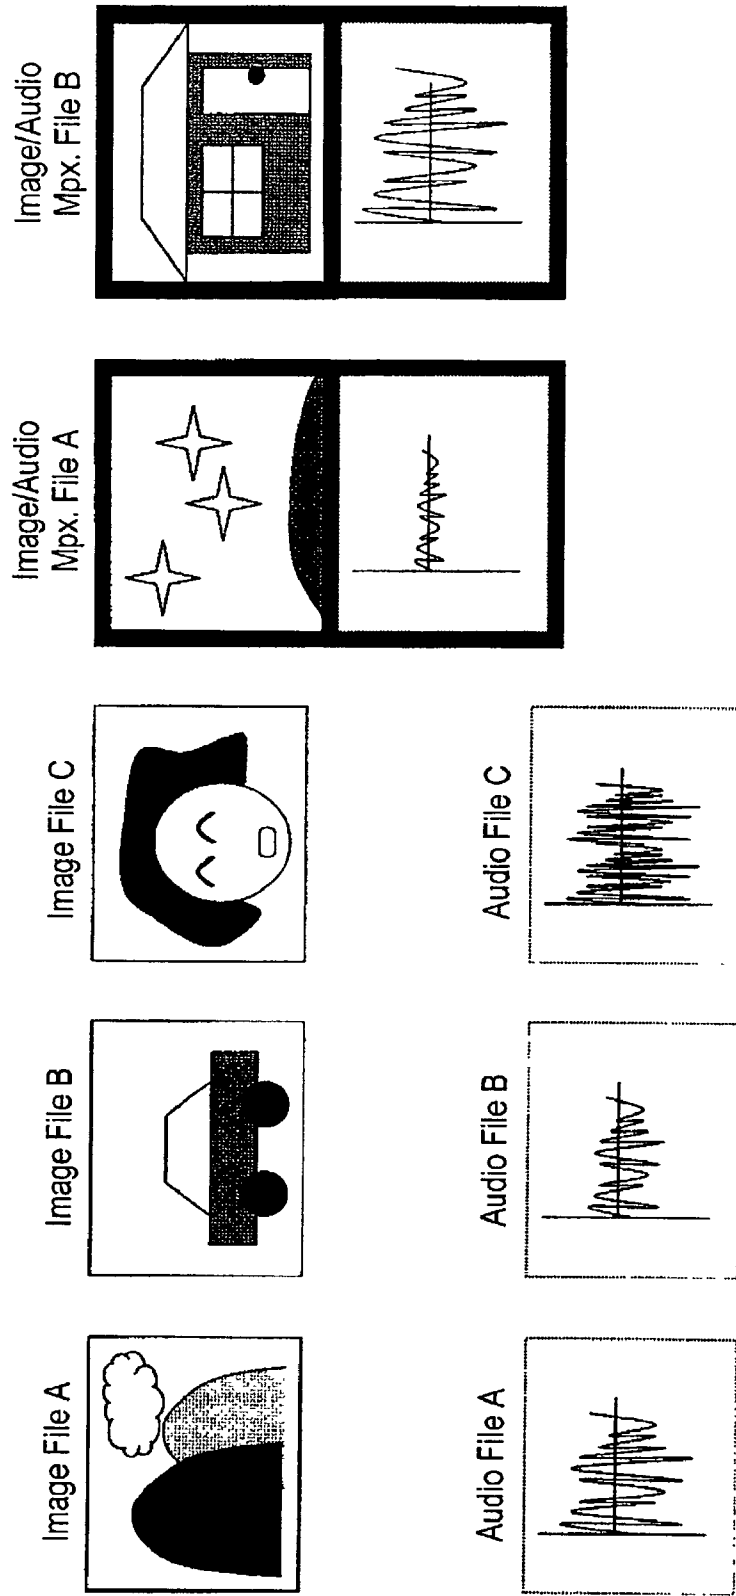 Image File A
Image File B
Image File C
Image/Audio
Mpx. File A
Image/Audio
Mpx. File B
Audio File A
Audio File B
Audio File C